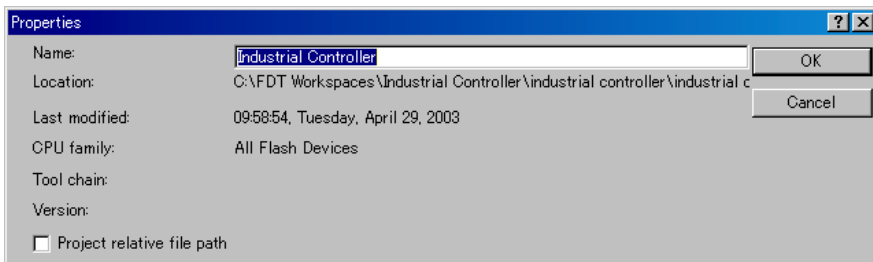 Properties
Name: Industrial Controller OK
Location: C:\FDT Workspaces\Industrial Controller\industrial controller\industrial c
Cancel
Last modified: 09:58:54, Tuesday, April 29, 2003
CPU family: All Flash Devices
Tool chain:
Version:
Project relative file path